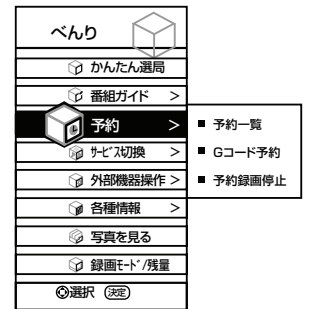 べんり
かんたん選局
番組ガイド >
予約 >
ｻｰﾋﾞｽ切換 >
外部機器操作 >
各種情報 >
写真を見る
録画ﾓｰﾄﾞ/残量
選択 決定
■ 予約一覧
■ Gコード予約
■ 予約録画停止